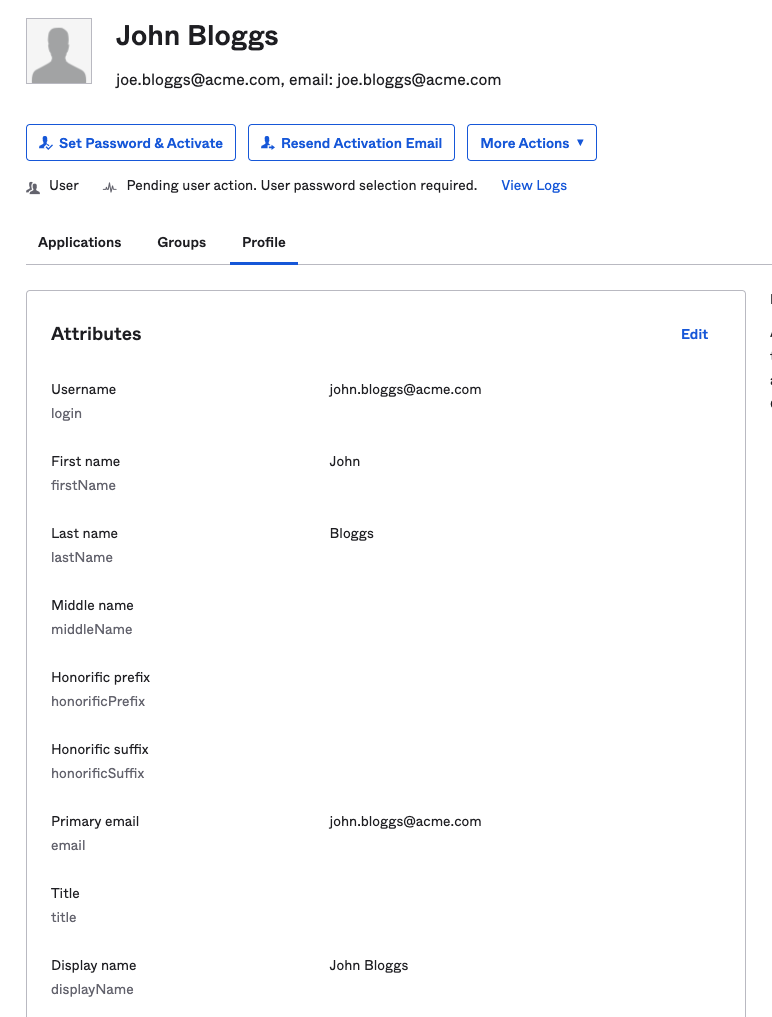 John Bloggs
joe.bloggs@acme.com, email: joe.bloggs@acme.com
Set Password & Activate
Resend Activation Email
More Actions ▼
User
Pending user action. User password selection required.
View Logs
Applications
Groups
Profile
Attributes
Edit
Username
john.bloggs@acme.com
login
First name
John
firstName
Last name
Bloggs
lastName
Middle name
middleName
Honorific prefix
honorificPrefix
Honorific suffix
honorificSuffix
Primary email
john.bloggs@acme.com
email
Title
title
Display name
John Bloggs
displayName